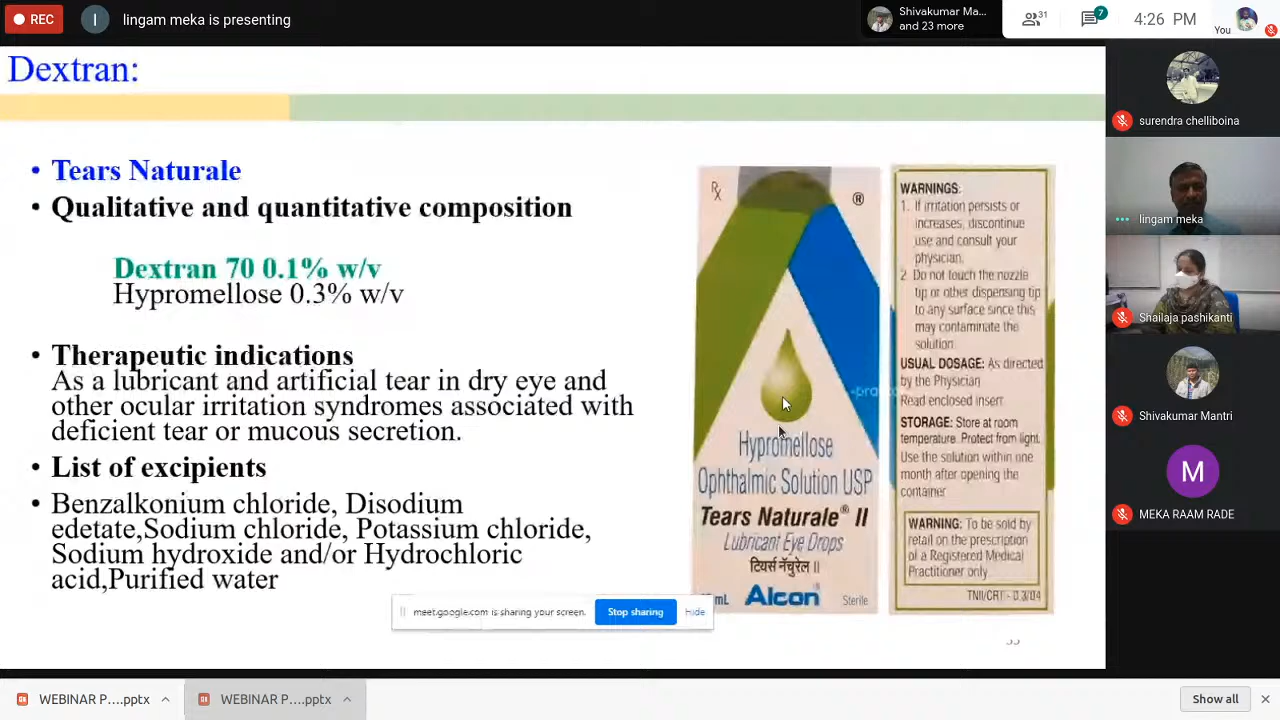 REC
l
lingam meka is presenting
Shivakumar Ma...
and 23 more
31
7
4:26 PM
You
Dextran:
• Tears Naturale
• Qualitative and quantitative composition
Dextran 70 0.1% w/v
Hypromellose 0.3% w/v
• Therapeutic indications
As a lubricant and artificial tear in dry eye and
other ocular irritation syndromes associated with
deficient tear or mucous secretion.
• List of excipients
• Benzalkonium chloride, Disodium
edetate,Sodium chloride, Potassium chloride,
Sodium hydroxide and/or Hydrochloric
acid,Purified water
Rx
®
Hypromellose
Ophthalmic Solution USP
Tears Naturale® II
Lubricant Eye Drops
टियर्स नॅचुरेल II
mL Alcon Sterile
WARNINGS:
1. If irritation persists or
increases, discontinue
use and consult your
physician.
2. Do not touch the nozzle
tip or other dispensing tip
to any surface since this
may contaminate the
solution.
USUAL DOSAGE: As directed
by the Physician
Read enclosed insert
STORAGE: Store at room
temperature. Protect from light.
Use the solution within one
month after opening the
container
WARNING: To be sold by
retail on the prescription
of a Registered Medical
Practitioner only.
meet.google.com is sharing your screen.
Stop sharing
Hide
surendra chelliboina
lingam meka
Shailaja pashikanti
Shivakumar Mantri
M
MEKA RAAM RADE
WEBINAR P....pptx
WEBINAR P....pptx
Show all